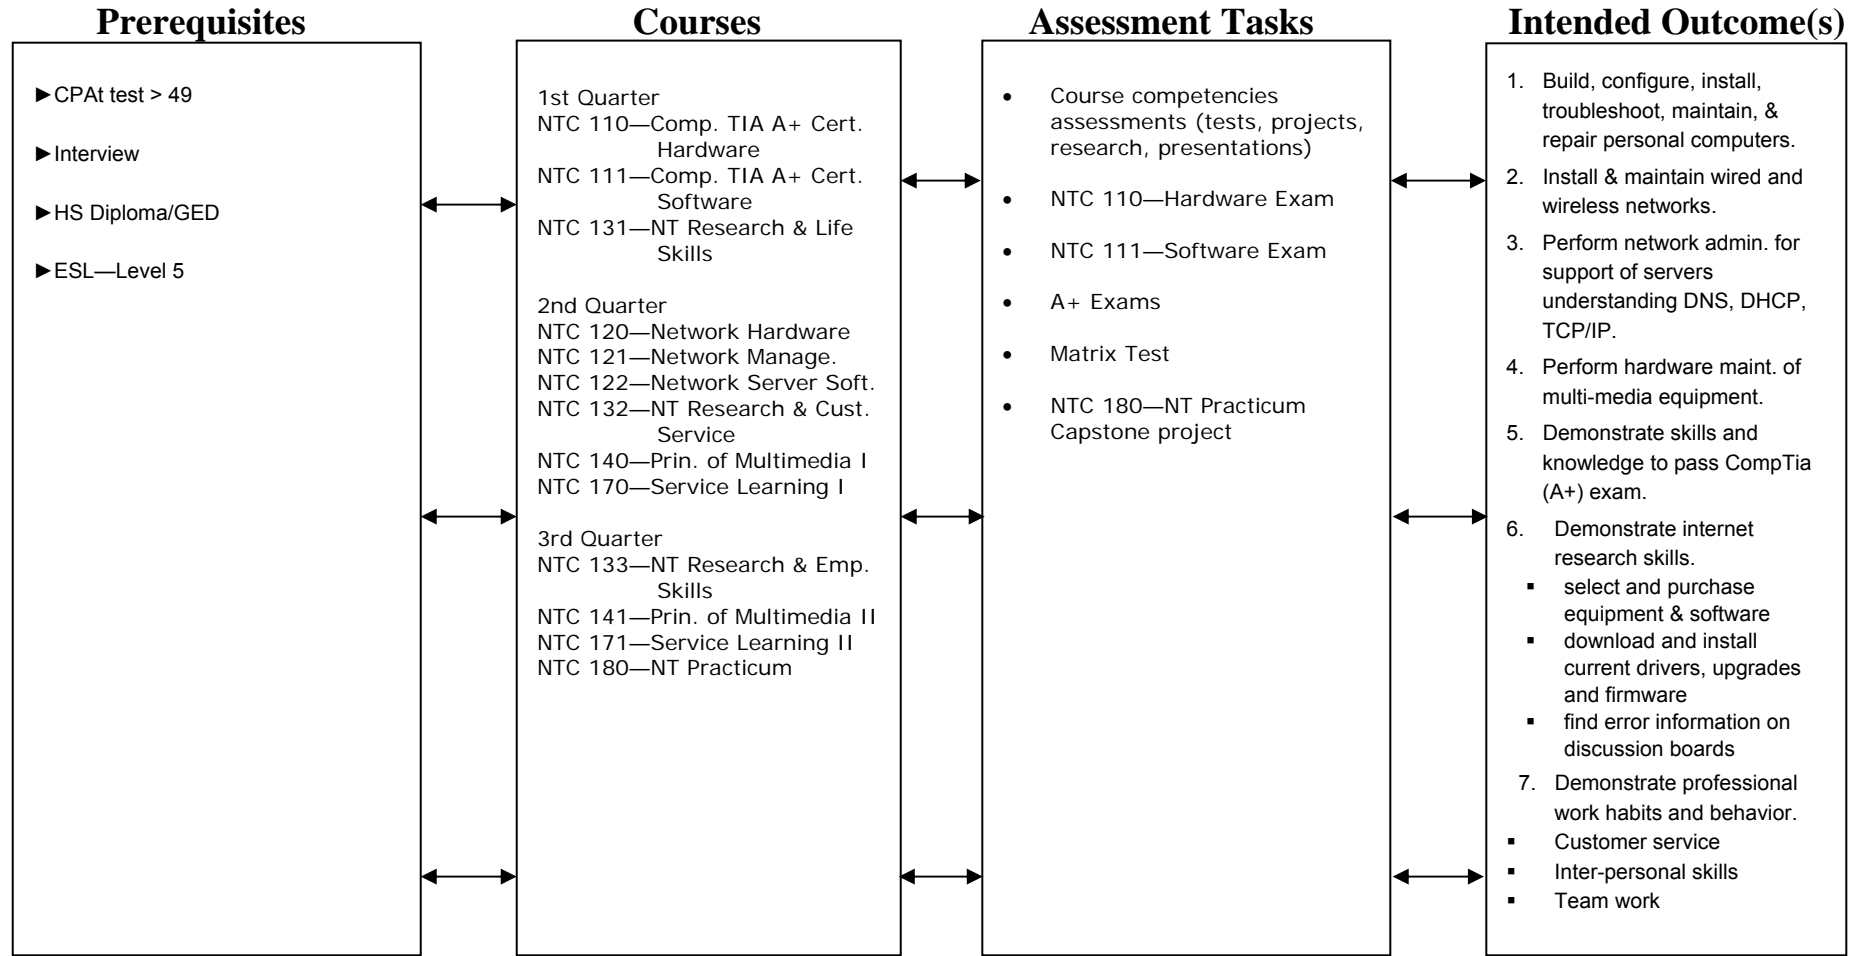 Prerequisites
►CPAt test > 49
►Interview
►HS Diploma/GED
►ESL—Level 5
Courses
1st Quarter
NTC 110—Comp. TIA A+ Cert.
Hardware
NTC 111—Comp. TIA A+ Cert.
Software
NTC 131—NT Research & Life
Skills
2nd Quarter
NTC 120—Network Hardware
NTC 121—Network Manage.
NTC 122—Network Server Soft.
NTC 132—NT Research & Cust.
Service
NTC 140—Prin. of Multimedia I
NTC 170—Service Learning I
3rd Quarter
NTC 133—NT Research & Emp.
Skills
NTC 141—Prin. of Multimedia II
NTC 171—Service Learning II
NTC 180—NT Practicum
Assessment Tasks
• Course competencies
assessments (tests, projects,
research, presentations)
• NTC 110—Hardware Exam
• NTC 111—Software Exam
• A+ Exams
• Matrix Test
• NTC 180—NT Practicum
Capstone project
Intended Outcome(s)
1. Build, configure, install,
troubleshoot, maintain, &
repair personal computers.
2. Install & maintain wired and
wireless networks.
3. Perform network admin. for
support of servers
understanding DNS, DHCP,
TCP/IP.
4. Perform hardware maint. of
multi-media equipment.
5. Demonstrate skills and
knowledge to pass CompTia
(A+) exam.
6. Demonstrate internet
research skills.
▪ select and purchase
equipment & software
▪ download and install
current drivers, upgrades
and firmware
▪ find error information on
discussion boards
7. Demonstrate professional
work habits and behavior.
▪ Customer service
▪ Inter-personal skills
▪ Team work